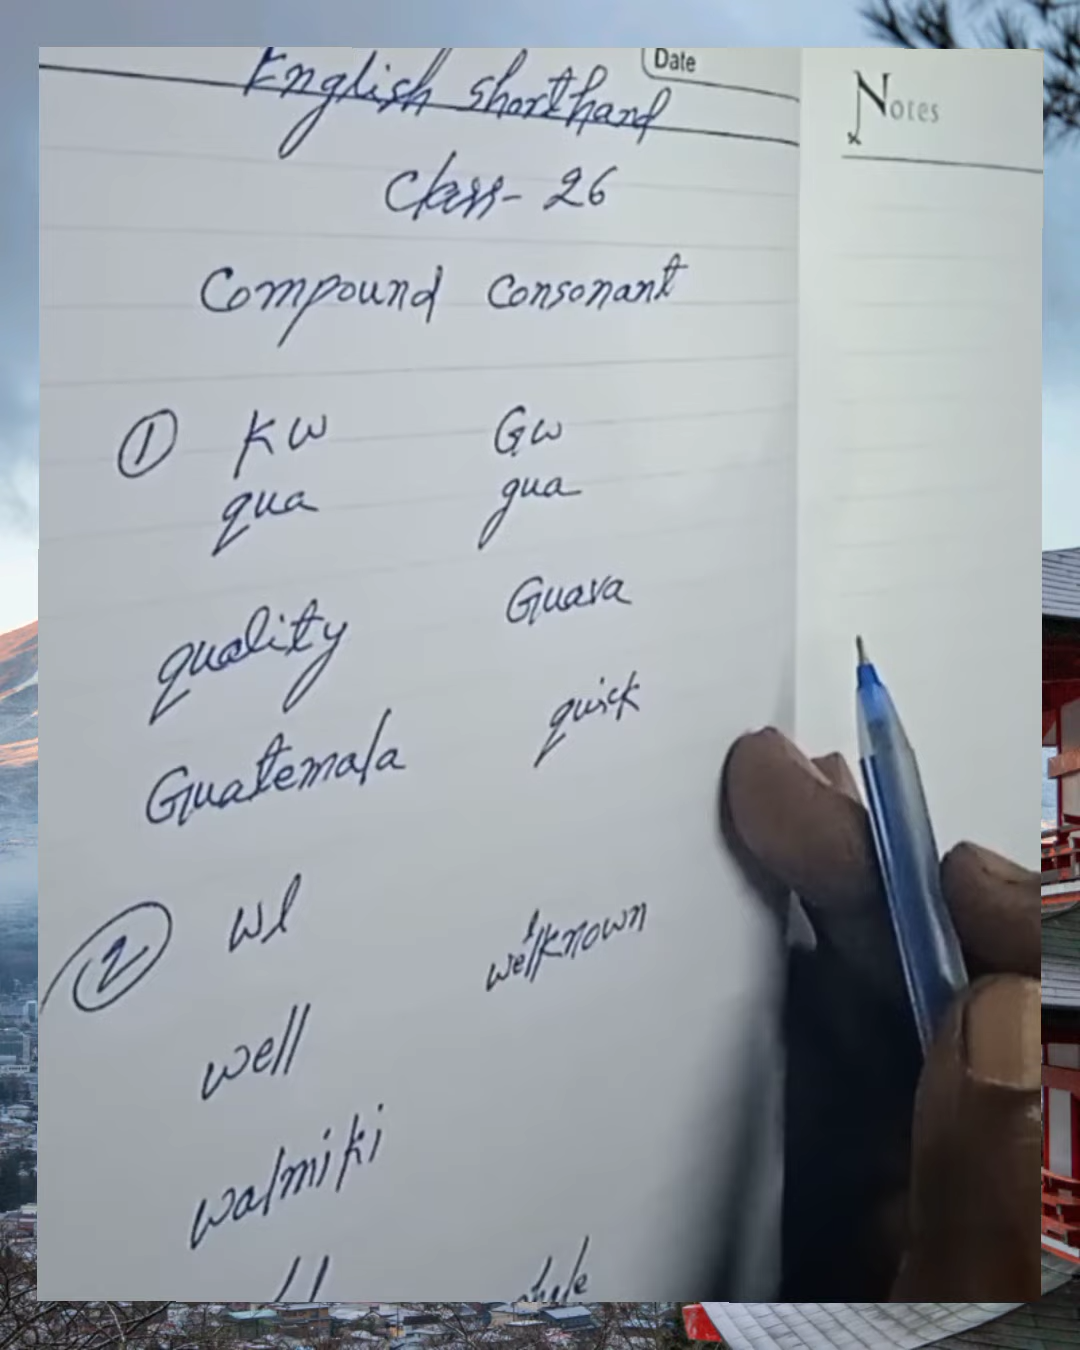 Date
Notes
English shorthand
Class- 26
Compound Consonant
① KW GW
qua gua
quality Guava
Guatemala quick
② wl wellknown
well
walmiki